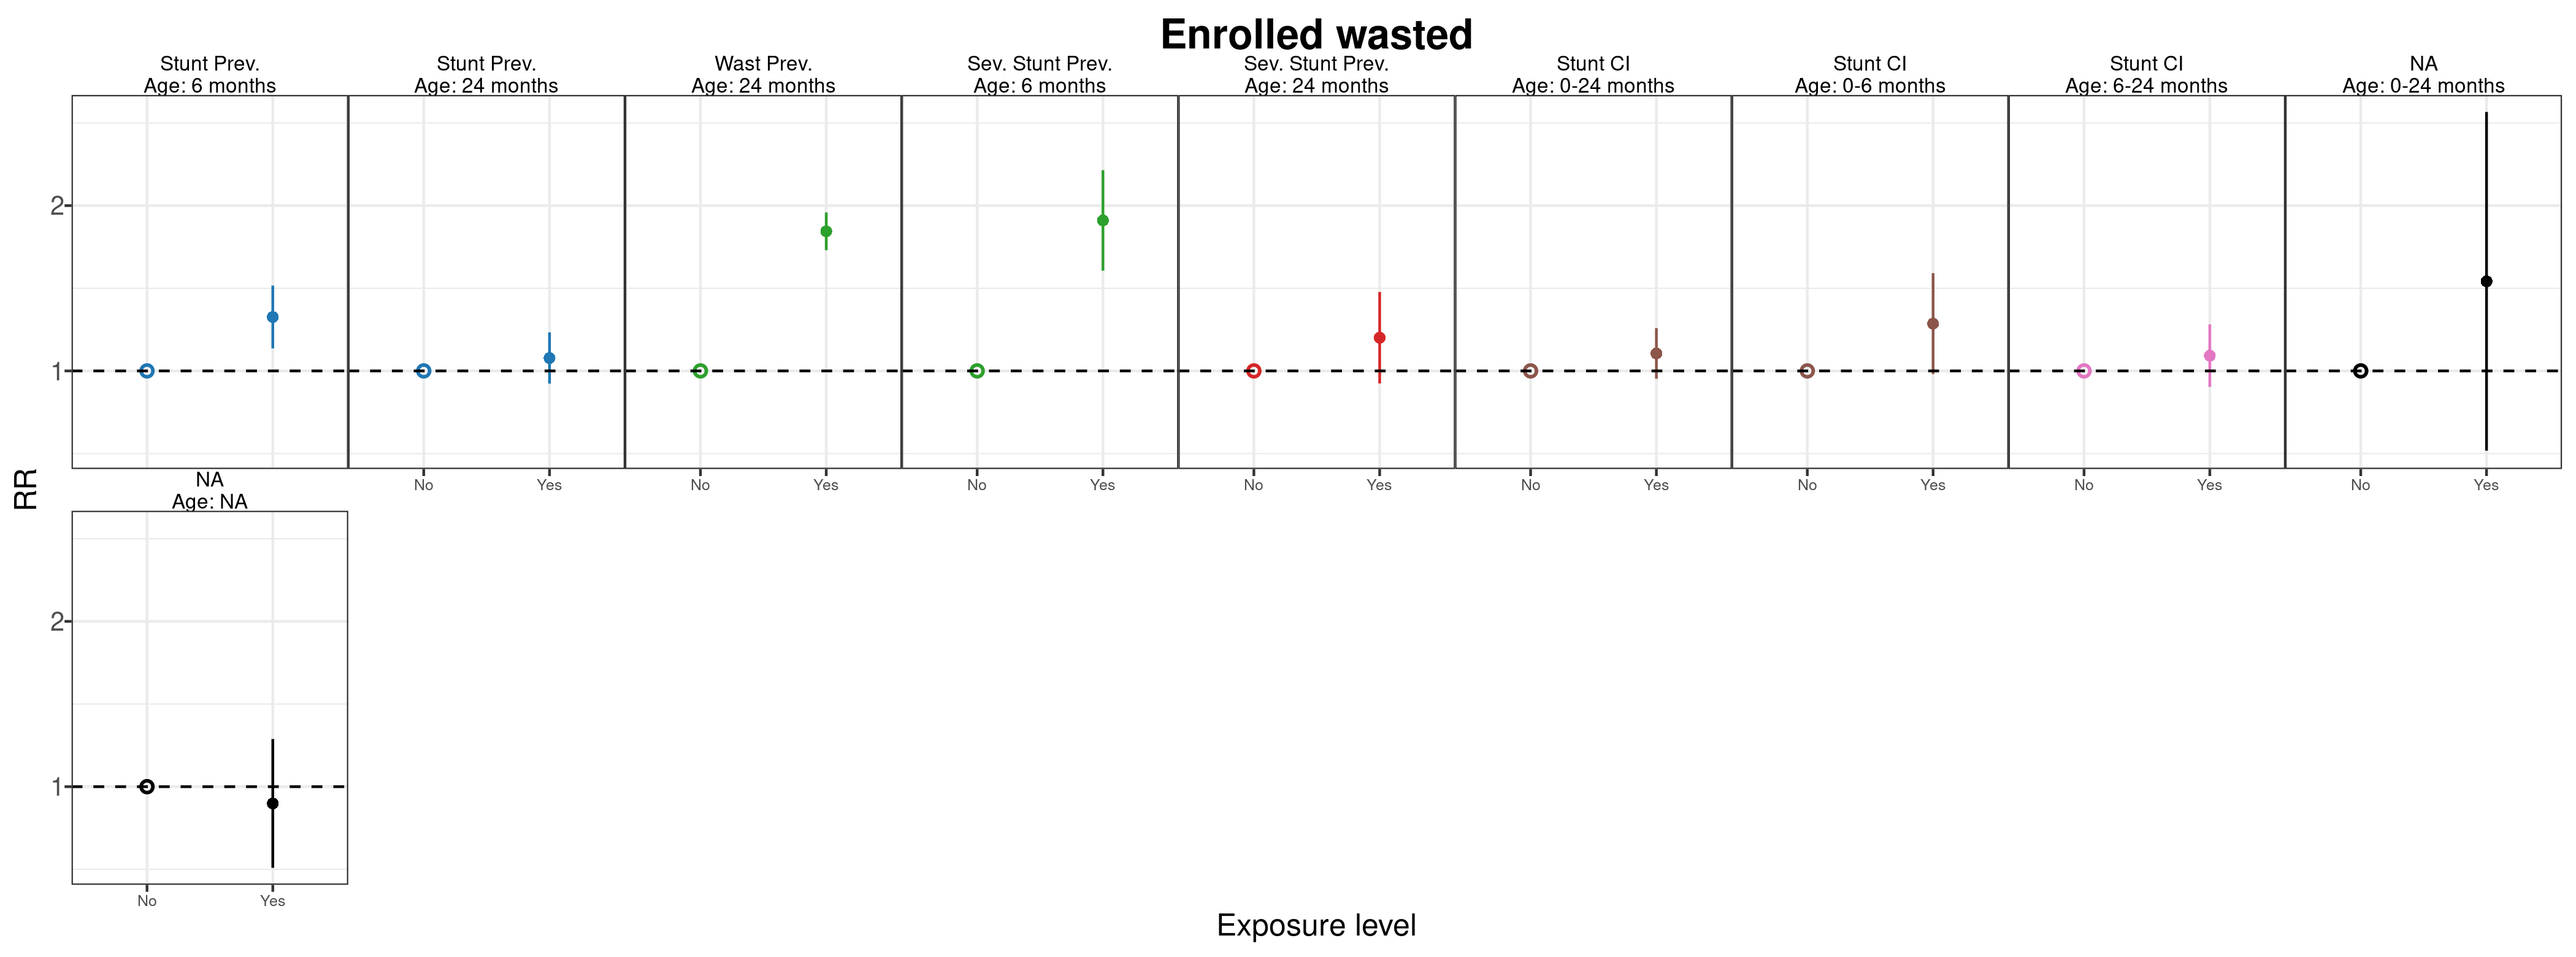 Enrolled wasted
Stunt Prev.
Age: 6 months
Stunt Prev.
Age: 24 months
Wast Prev.
Age: 24 months
Sev. Stunt Prev.
Age: 6 months
Sev. Stunt Prev.
Age: 24 months
Stunt CI
Age: 0-24 months
Stunt CI
Age: 0-6 months
Stunt CI
Age: 6-24 months
NA
Age: 0-24 months
2
1
No Yes
No Yes
No Yes
No Yes
No Yes
No Yes
No Yes
No Yes
RR
NA
Age: NA
2
1
No Yes
Exposure level